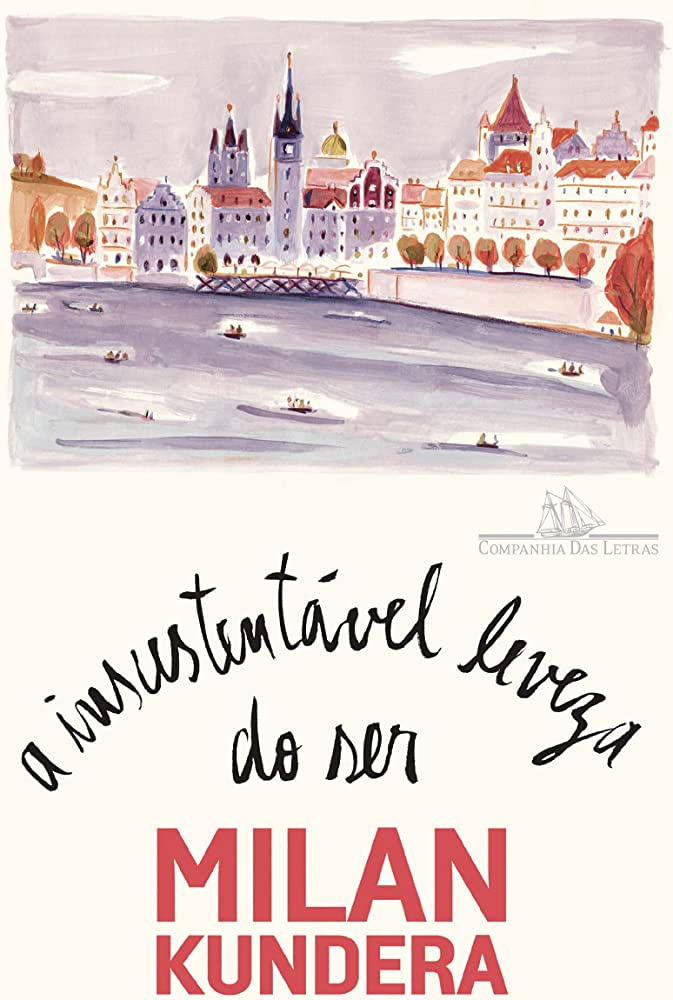 COMPANHIA DAS LETRAS
a insustentável leveza
do ser
MILAN
KUNDERA